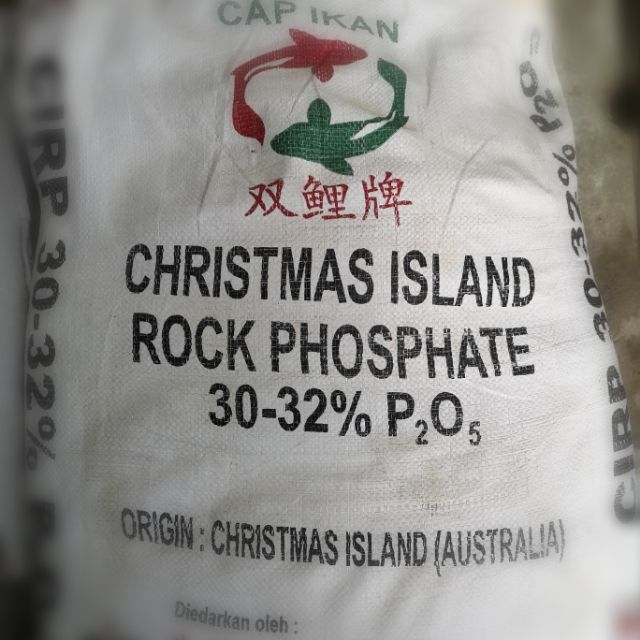 CAP IKAN
双鲤牌
CHRISTMAS ISLAND
ROCK PHOSPHATE
30-32% P₂O₅
ORIGIN : CHRISTMAS ISLAND (AUSTRALIA)
Diedarkan oleh :
CIRP 30-32%
CIRP 30-32% P₂O₅